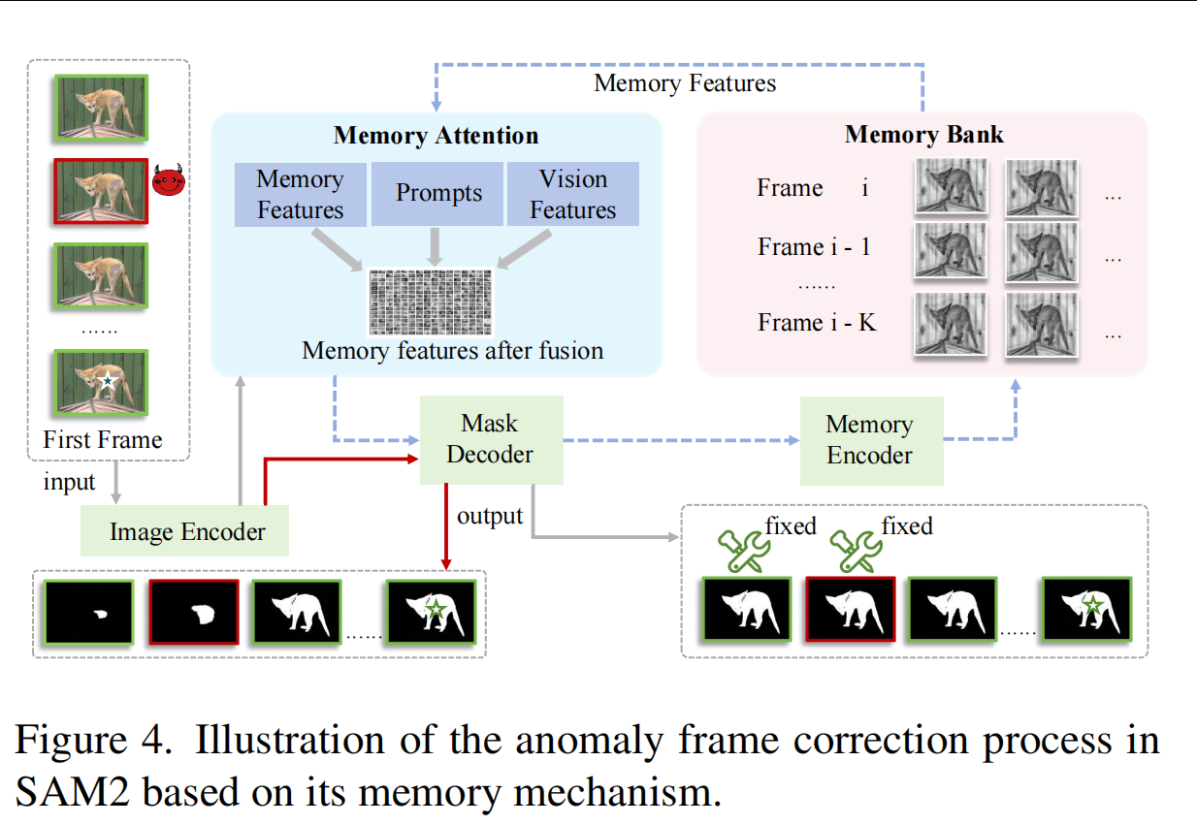 Memory Features
Memory Attention
Memory
Features
Prompts
Vision
Features
Memory features after fusion
Memory Bank
Frame i
...
Frame i - 1
...
......
Frame i - K
...
......
First Frame
input
Image Encoder
Mask
Decoder
Memory
Encoder
output
fixed
fixed
......
......
Figure 4. Illustration of the anomaly frame correction process in
SAM2 based on its memory mechanism.